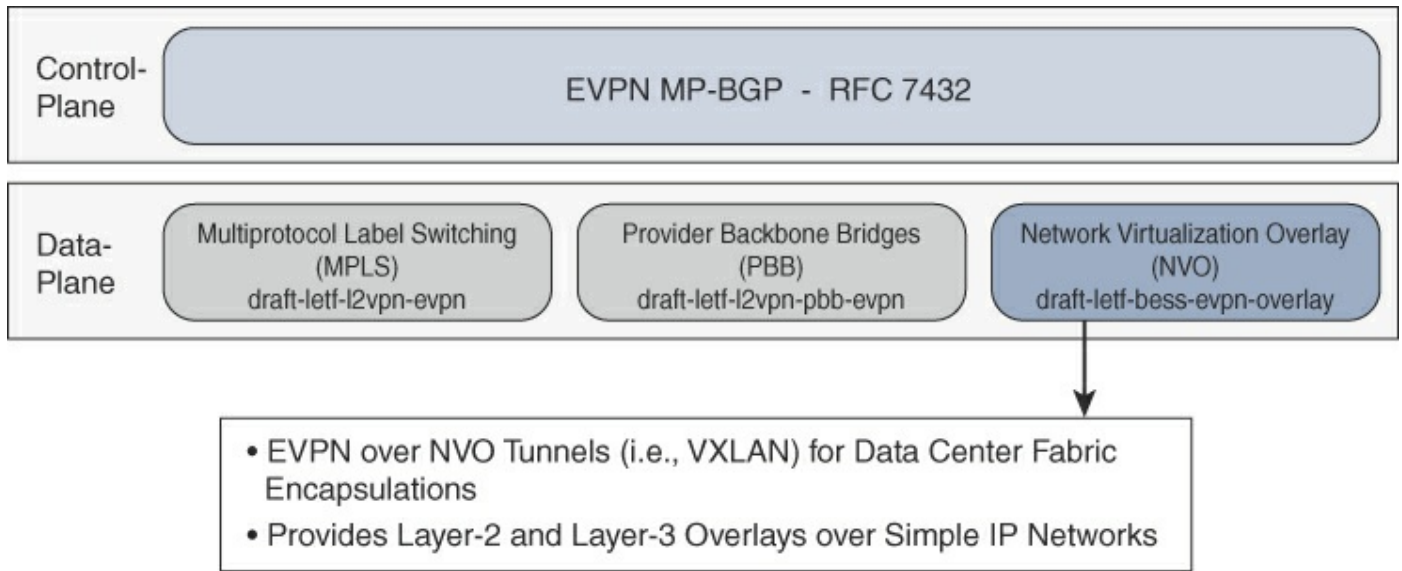 Control-
Plane
EVPN MP-BGP - RFC 7432
Data-
Plane
Multiprotocol Label Switching
(MPLS)
draft-letf-l2vpn-evpn
Provider Backbone Bridges
(PBB)
draft-letf-l2vpn-pbb-evpn
Network Virtualization Overlay
(NVO)
draft-letf-bess-evpn-overlay
• EVPN over NVO Tunnels (i.e., VXLAN) for Data Center Fabric
Encapsulations
• Provides Layer-2 and Layer-3 Overlays over Simple IP Networks